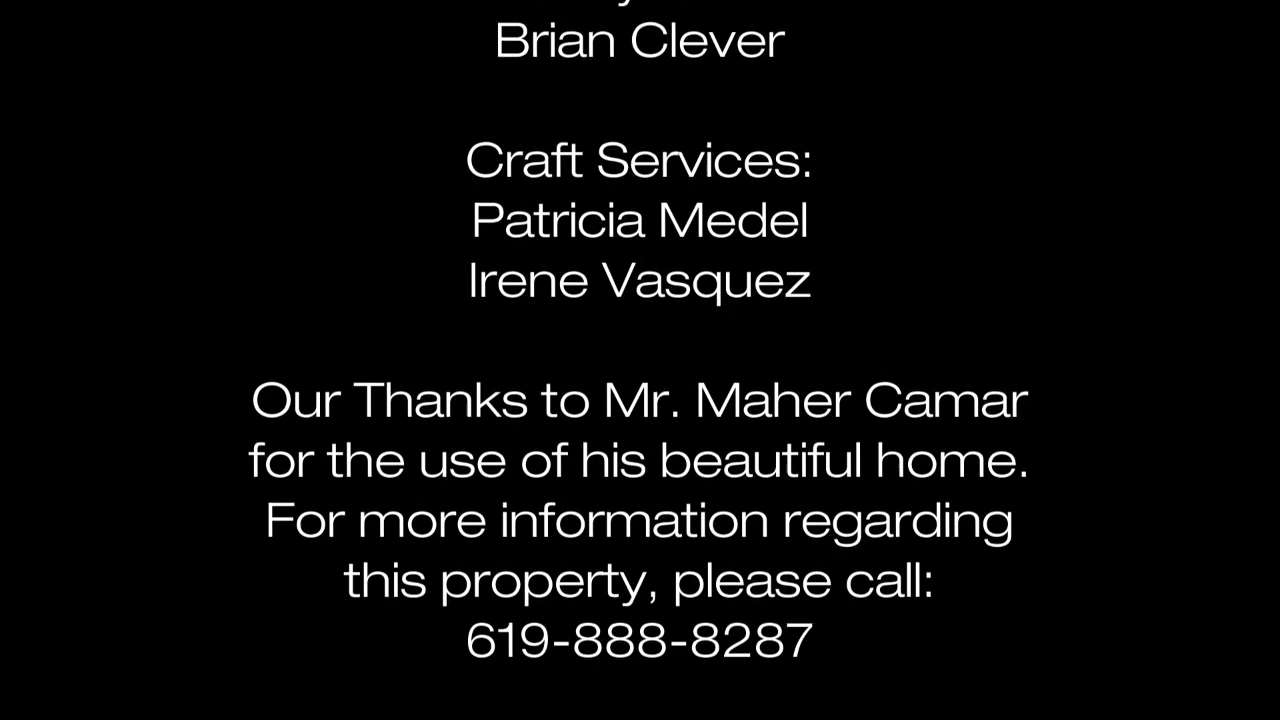 Brian Clever
Craft Services:
Patricia Medel
Irene Vasquez
Our Thanks to Mr. Maher Camar
for the use of his beautiful home.
For more information regarding
this property, please call:
619-888-8287